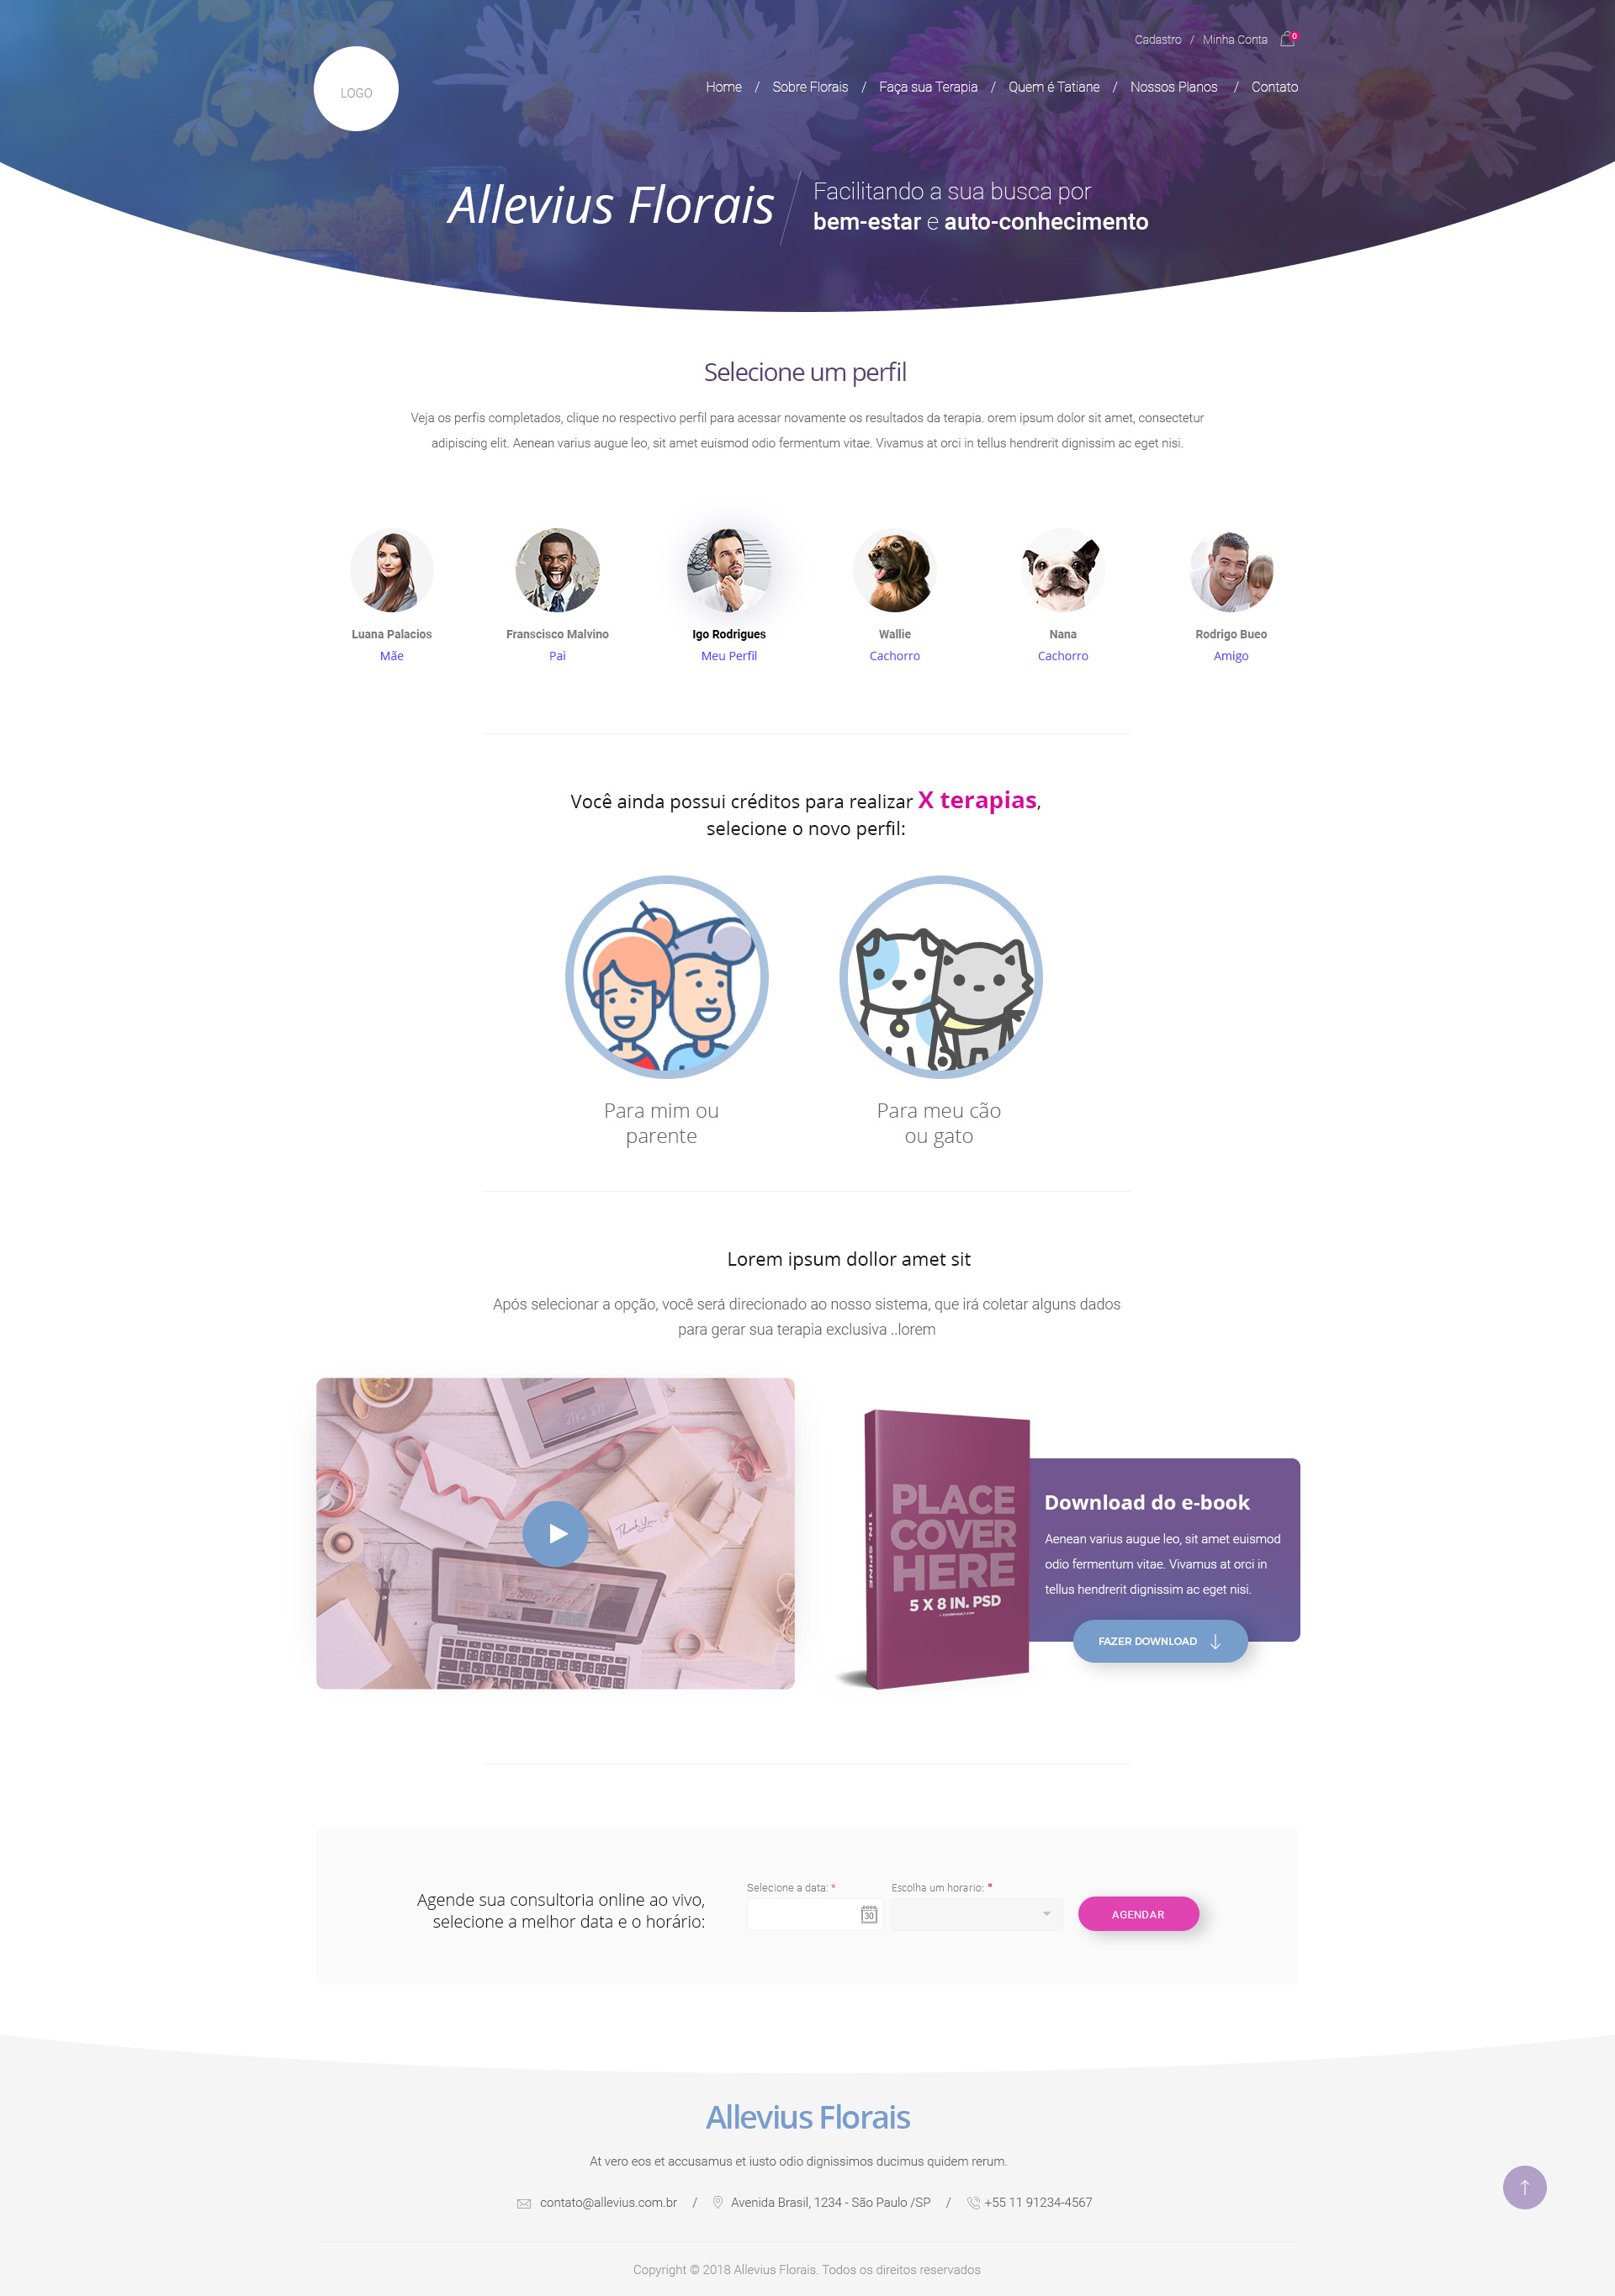 Cadastro / Minha Conta 0
LOGO
Home / Sobre Florais / Faça sua Terapia / Quem é Tatiane / Nossos Planos / Contato
Allevius Florais
Facilitando a sua busca por
bem-estar e auto-conhecimento
Selecione um perfil
Veja os perfis completados, clique no respectivo perfil para acessar novamente os resultados da terapia. orem ipsum dolor sit amet, consectetur
adipiscing elit. Aenean varius augue leo, sit amet euismod odio fermentum vitae. Vivamus at orci in tellus hendrerit dignissim ac eget nisi.
Luana Palacios
Mãe
Franscisco Malvino
Pai
Igo Rodrigues
Meu Perfil
Wallie
Cachorro
Nana
Cachorro
Rodrigo Bueo
Amigo
Você ainda possui créditos para realizar X terapias,
selecione o novo perfil:
Para mim ou
parente
Para meu cão
ou gato
Lorem ipsum dollor amet sit
Após selecionar a opção, você será direcionado ao nosso sistema, que irá coletar alguns dados
para gerar sua terapia exclusiva ..lorem
Thank You
1 IN. SPINE
PLACE
COVER
HERE
5 X 8 IN. PSD
Download do e-book
Aenean varius augue leo, sit amet euismod
odio fermentum vitae. Vivamus at orci in
tellus hendrerit dignissim ac eget nisi.
FAZER DOWNLOAD
Agende sua consultoria online ao vivo,
selecione a melhor data e o horário:
Selecione a data: *
30
Escolha um horario: *
AGENDAR
Allevius Florais
At vero eos et accusamus et iusto odio dignissimos ducimus quidem rerum.
contato@allevius.com.br / Avenida Brasil, 1234 - São Paulo /SP / +55 11 91234-4567
Copyright © 2018 Allevius Florais. Todos os direitos reservados